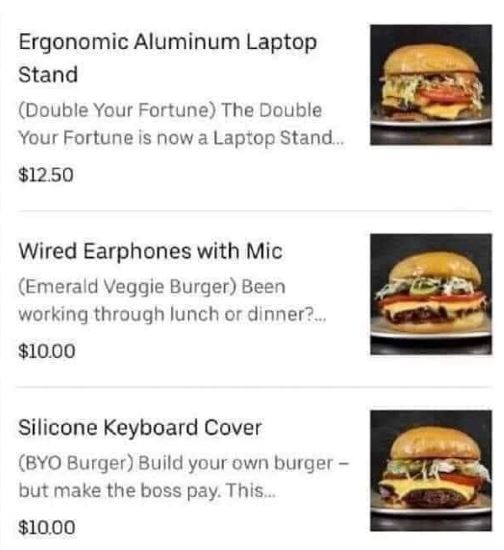 Ergonomic Aluminum Laptop
Stand
(Double Your Fortune) The Double
Your Fortune is now a Laptop Stand...
$12.50
Wired Earphones with Mic
(Emerald Veggie Burger) Been
working through lunch or dinner?...
$10.00
Silicone Keyboard Cover
(BYO Burger) Build your own burger –
but make the boss pay. This...
$10.00